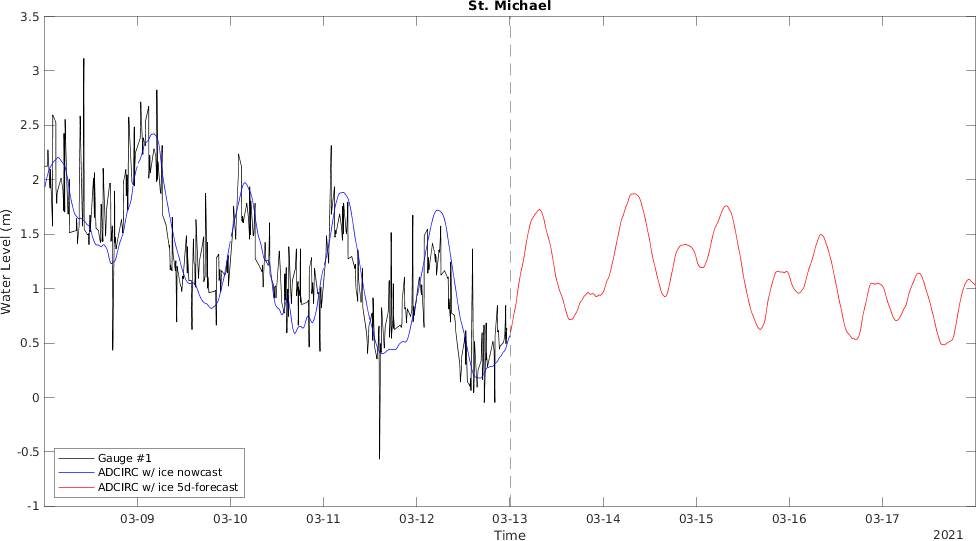 St. Michael
3.5
3
2.5
2
1.5
1
0.5
0
-0.5
-1
Water Level (m)
Gauge #1
ADCIRC w/ ice nowcast
ADCIRC w/ ice 5d-forecast
03-09 03-10 03-11 03-12 03-13 03-14 03-15 03-16 03-17
Time
2021